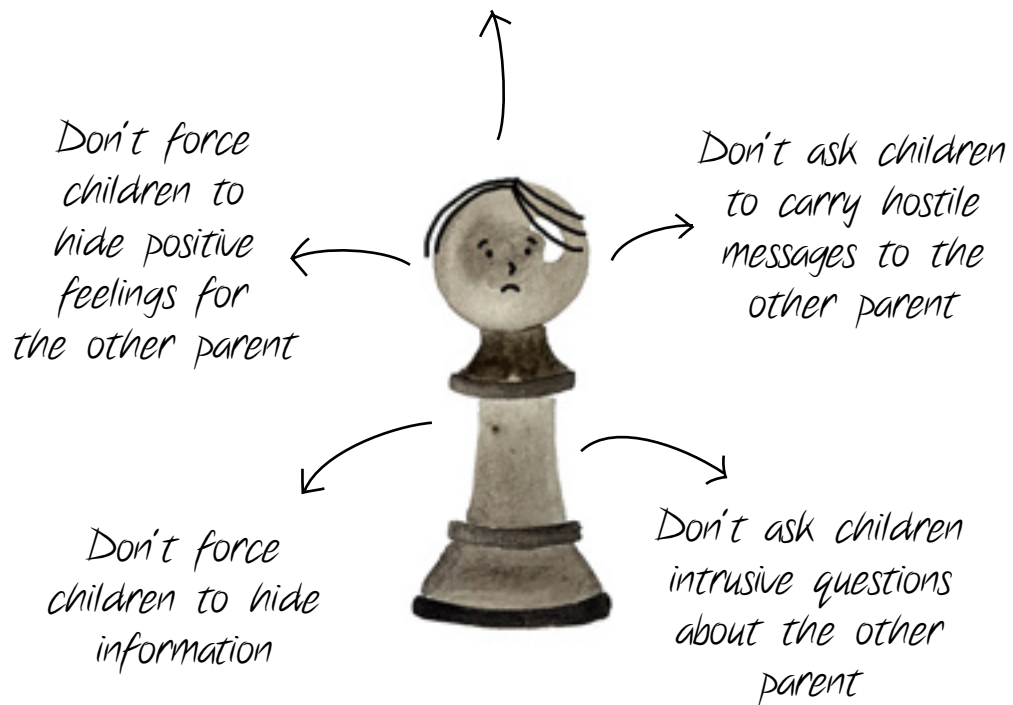 Don't force
children to
hide positive
feelings for
the other parent
Don't ask children
to carry hostile
messages to the
other parent
Don't force
children to hide
information
Don't ask children
intrusive questions
about the other
parent